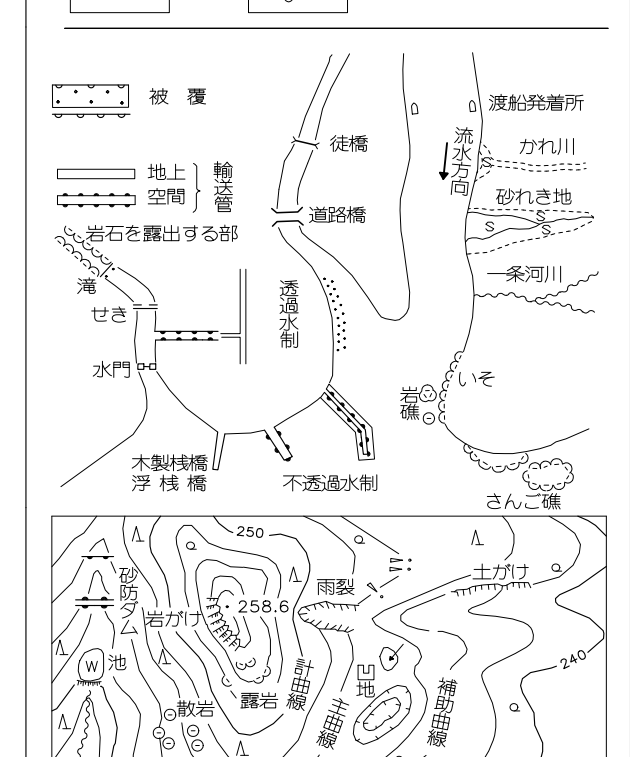 被覆
渡船発着所
徒橋
流水方向
かれ川
地上
空間
輸送管
砂れき地
道路橋
S
S
S
岩石を露出する部
一条河川
滝
透過水制
せき
水門
いそ
岩礁
木製桟橋
浮桟橋
不透過水制
さんご礁
250
砂防ダム
雨裂
土がけ
岩がけ
258.6
240
池
W
計曲線
凹地
補助曲線
露岩
主曲線
散岩